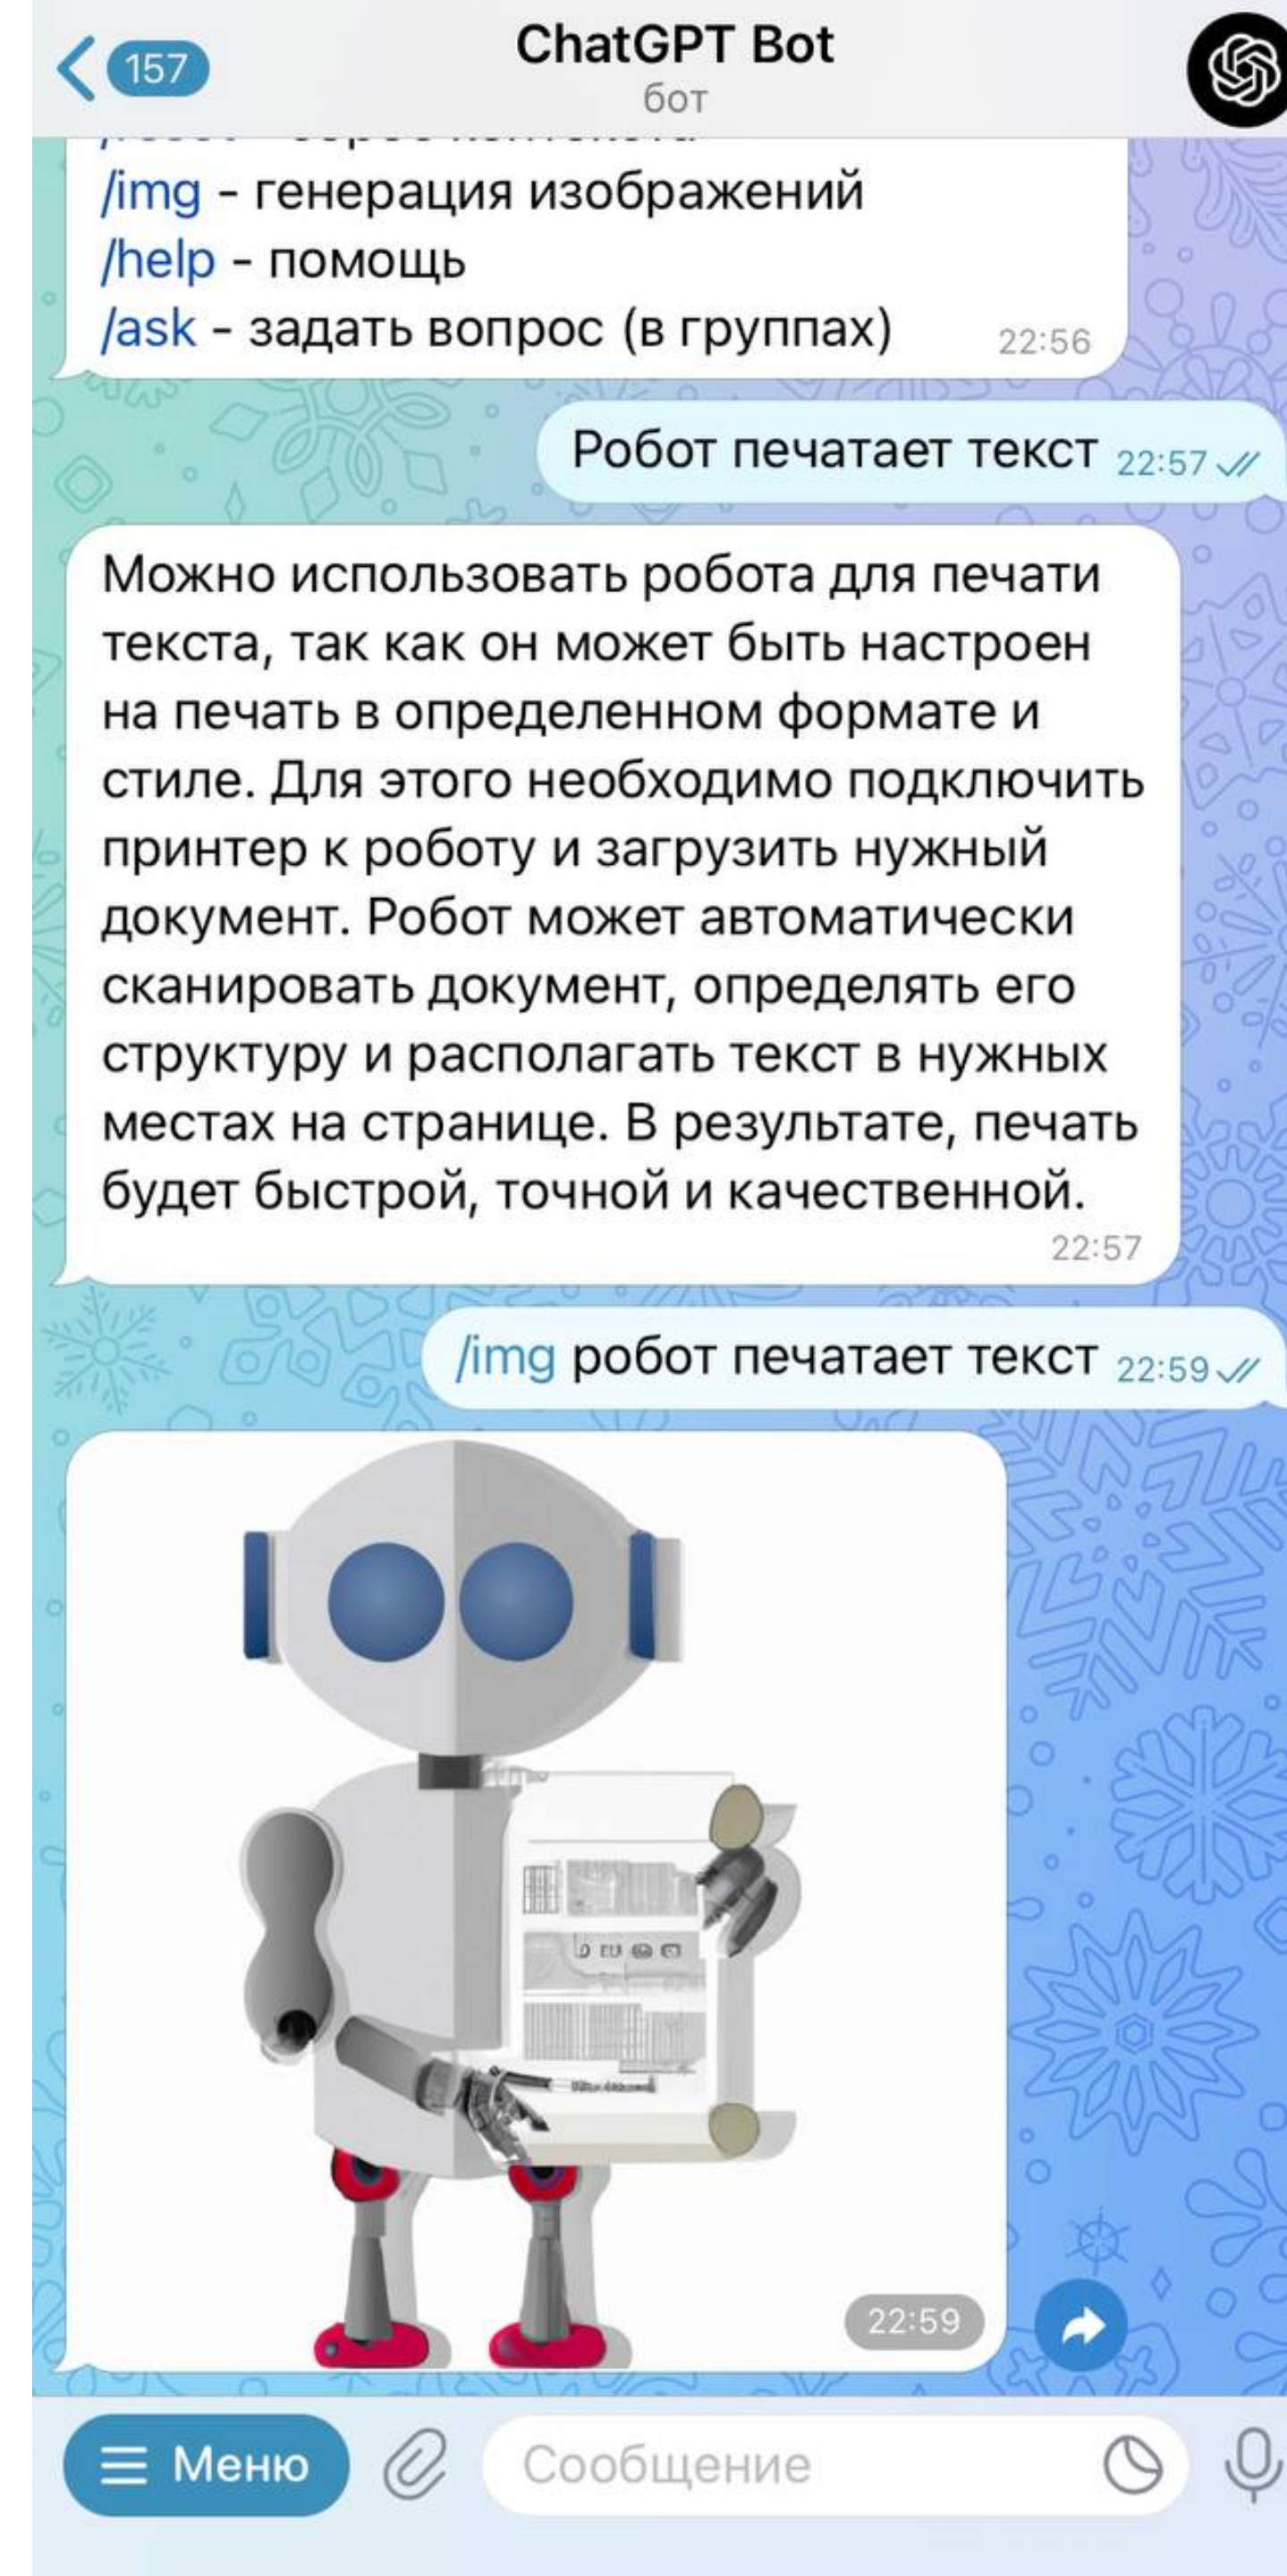 157
ChatGPT Bot
бот
/img - генерация изображений
/help - помощь
/ask - задать вопрос (в группах)
22:56
Робот печатает текст 22:57
Можно использовать робота для печати
текста, так как он может быть настроен
на печать в определенном формате и
стиле. Для этого необходимо подключить
принтер к роботу и загрузить нужный
документ. Робот может автоматически
сканировать документ, определять его
структуру и располагать текст в нужных
местах на странице. В результате, печать
будет быстрой, точной и качественной.
22:57
/img робот печатает текст 22:59
22:59
Меню
Сообщение